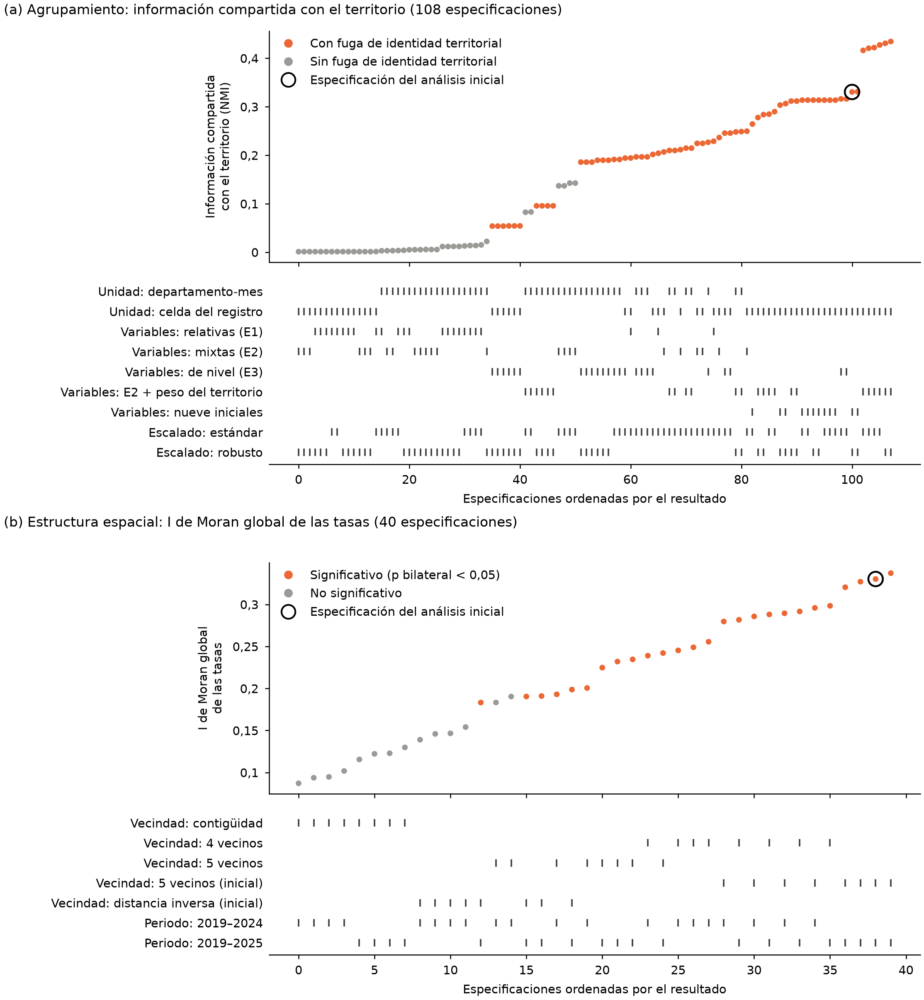 (a) Agrupamiento: información compartida con el territorio (108 especificaciones)
Con fuga de identidad territorial
Sin fuga de identidad territorial
Especificación del análisis inicial
Información compartida
con el territorio (NMI)
0,4
0,3
0,2
0,1
0
Unidad: departamento-mes
Unidad: celda del registro
Variables: relativas (E1)
Variables: mixtas (E2)
Variables: de nivel (E3)
Variables: E2 + peso del territorio
Variables: nueve iniciales
Escalado: estándar
Escalado: robusto
0 20 40 60 80 100
Especificaciones ordenadas por el resultado
(b) Estructura espacial: I de Moran global de las tasas (40 especificaciones)
Significativo (p bilateral < 0,05)
No significativo
Especificación del análisis inicial
I de Moran global
de las tasas
0,3
0,25
0,2
0,15
0,1
Vecindad: contigüidad
Vecindad: 4 vecinos
Vecindad: 5 vecinos
Vecindad: 5 vecinos (inicial)
Vecindad: distancia inversa (inicial)
Periodo: 2019–2024
Periodo: 2019–2025
0 5 10 15 20 25 30 35 40
Especificaciones ordenadas por el resultado